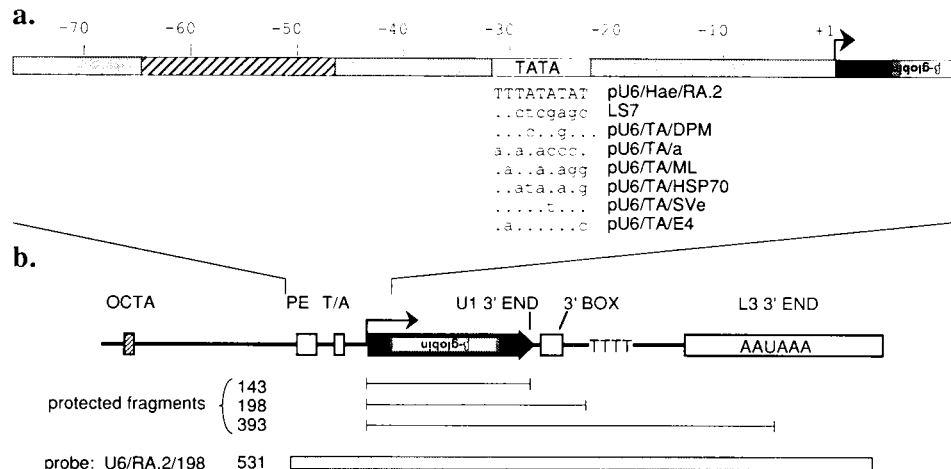 a.
-70 -60 -50 -40 -30 -20 -10 +1
TATA
β-globin
TTTATATAT pU6/Hae/RA.2
..ctcgagc LS7
...c..g... pU6/TA/DPM
a.a.accc. pU6/TA/a
.a..a.agg pU6/TA/ML
..ata.a.g pU6/TA/HSP70
.....t... pU6/TA/SVe
.a......c pU6/TA/E4
b.
OCTA PE T/A U1 3' END 3' BOX L3 3' END
β-globin TTTT AAUAAA
143
protected fragments 198
393
probe: U6/RA.2/198 531